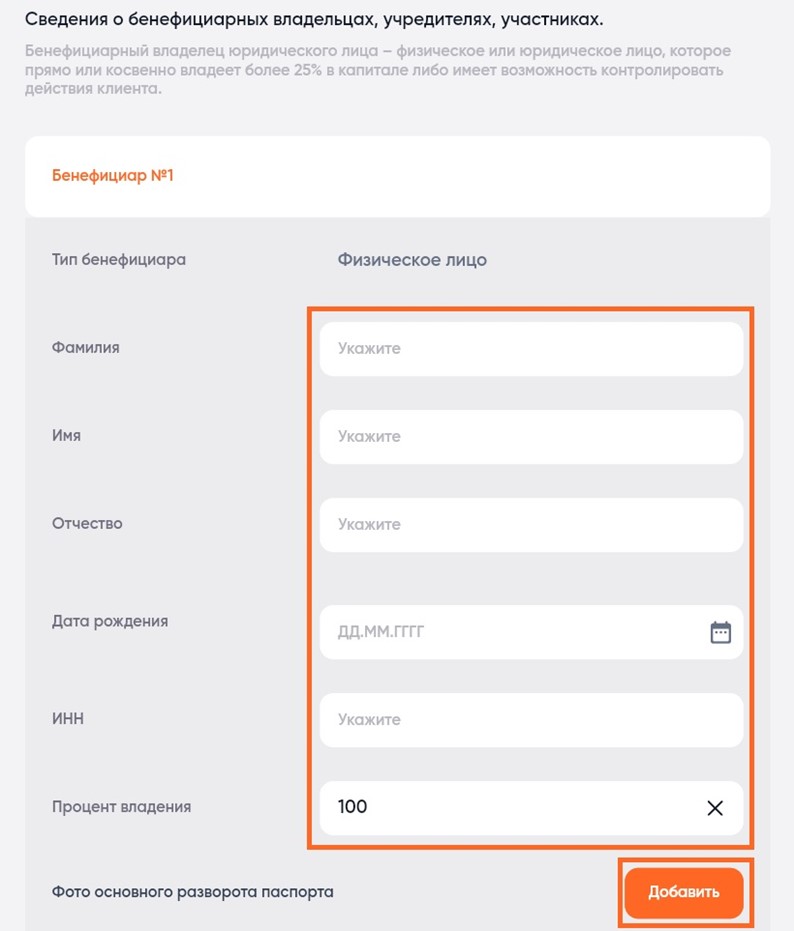 Сведения о бенефициарных владельцах, учредителях, участниках.
Бенефициарный владелец юридического лица – физическое или юридическое лицо, которое
прямо или косвенно владеет более 25% в капитале либо имеет возможность контролировать
действия клиента.
Бенефициар №1
Тип бенефициара Физическое лицо
Фамилия Укажите
Имя Укажите
Отчество Укажите
Дата рождения ДД.ММ.ГГГГ
ИНН Укажите
Процент владения 100
Фото основного разворота паспорта Добавить